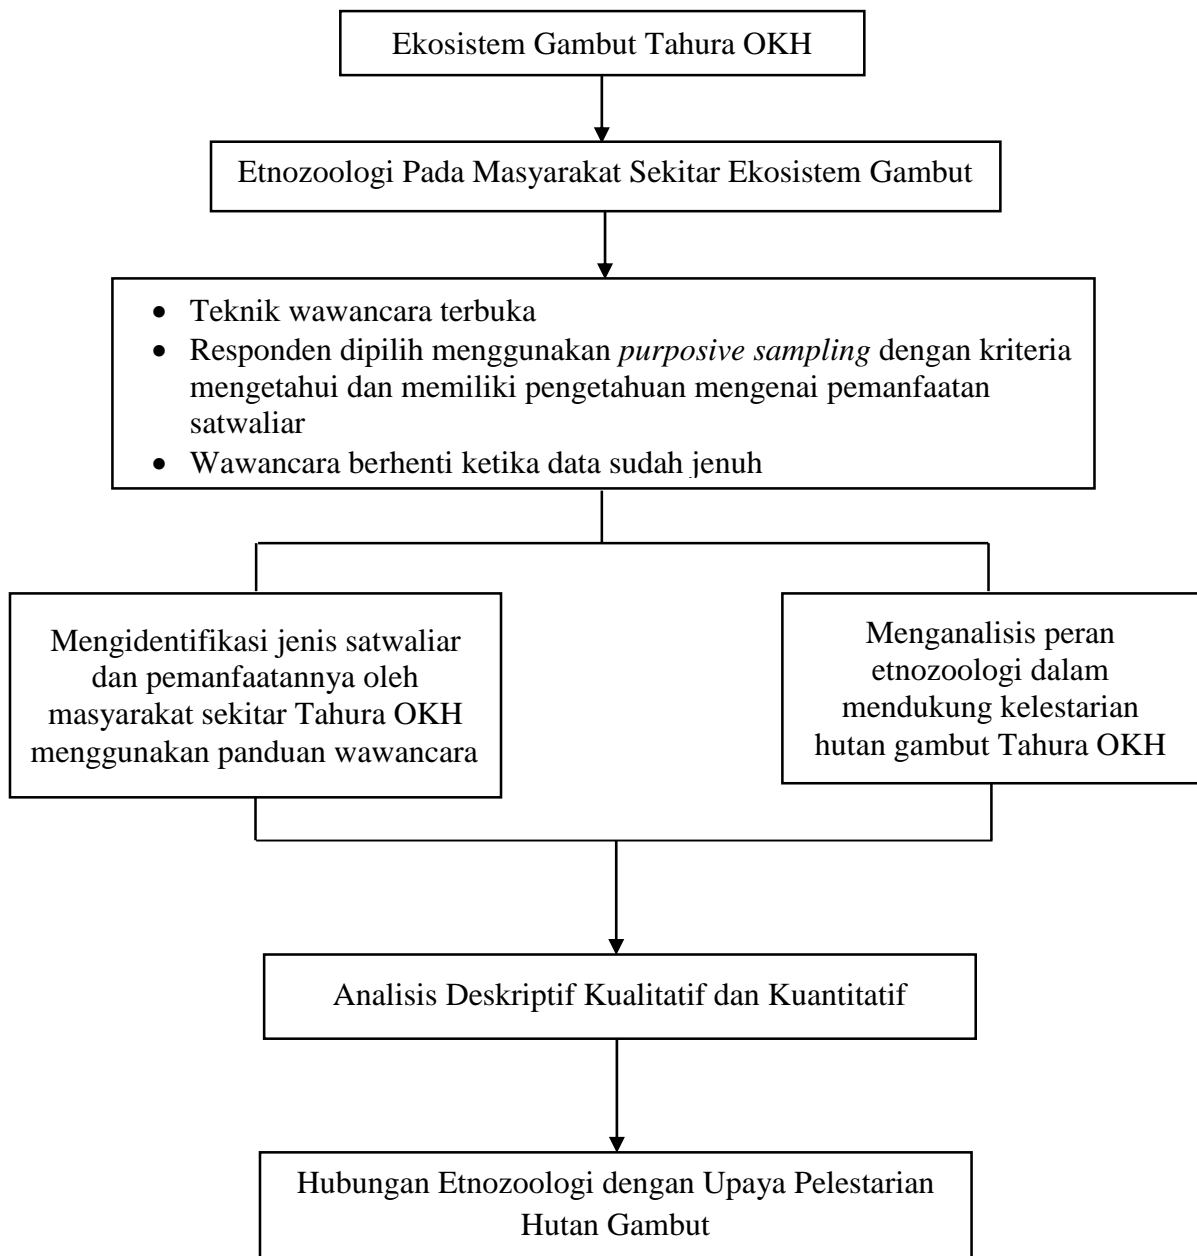 Ekosistem Gambut Tahura OKH
Etnozoologi Pada Masyarakat Sekitar Ekosistem Gambut
• Teknik wawancara terbuka
• Responden dipilih menggunakan purposive sampling dengan kriteria
mengetahui dan memiliki pengetahuan mengenai pemanfaatan
satwaliar
• Wawancara berhenti ketika data sudah jenuh
Mengidentifikasi jenis satwaliar
dan pemanfaatannya oleh
masyarakat sekitar Tahura OKH
menggunakan panduan wawancara
Menganalisis peran
etnozoologi dalam
mendukung kelestarian
hutan gambut Tahura OKH
Analisis Deskriptif Kualitatif dan Kuantitatif
Hubungan Etnozoologi dengan Upaya Pelestarian
Hutan Gambut